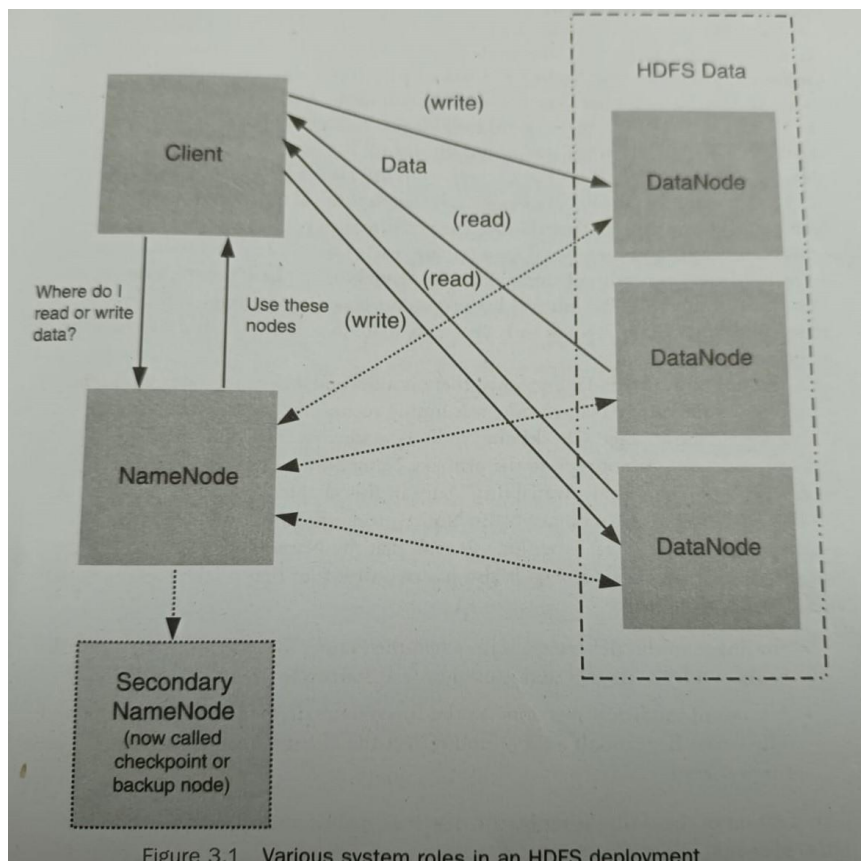 HDFS Data
(write)
Client
DataNode
Data
(read)
(read)
Where do I
read or write
data?
Use these
nodes
(write)
DataNode
NameNode
DataNode
Secondary
NameNode
(now called
checkpoint or
backup node)
Figure 3.1 Various system roles in an HDFS deployment